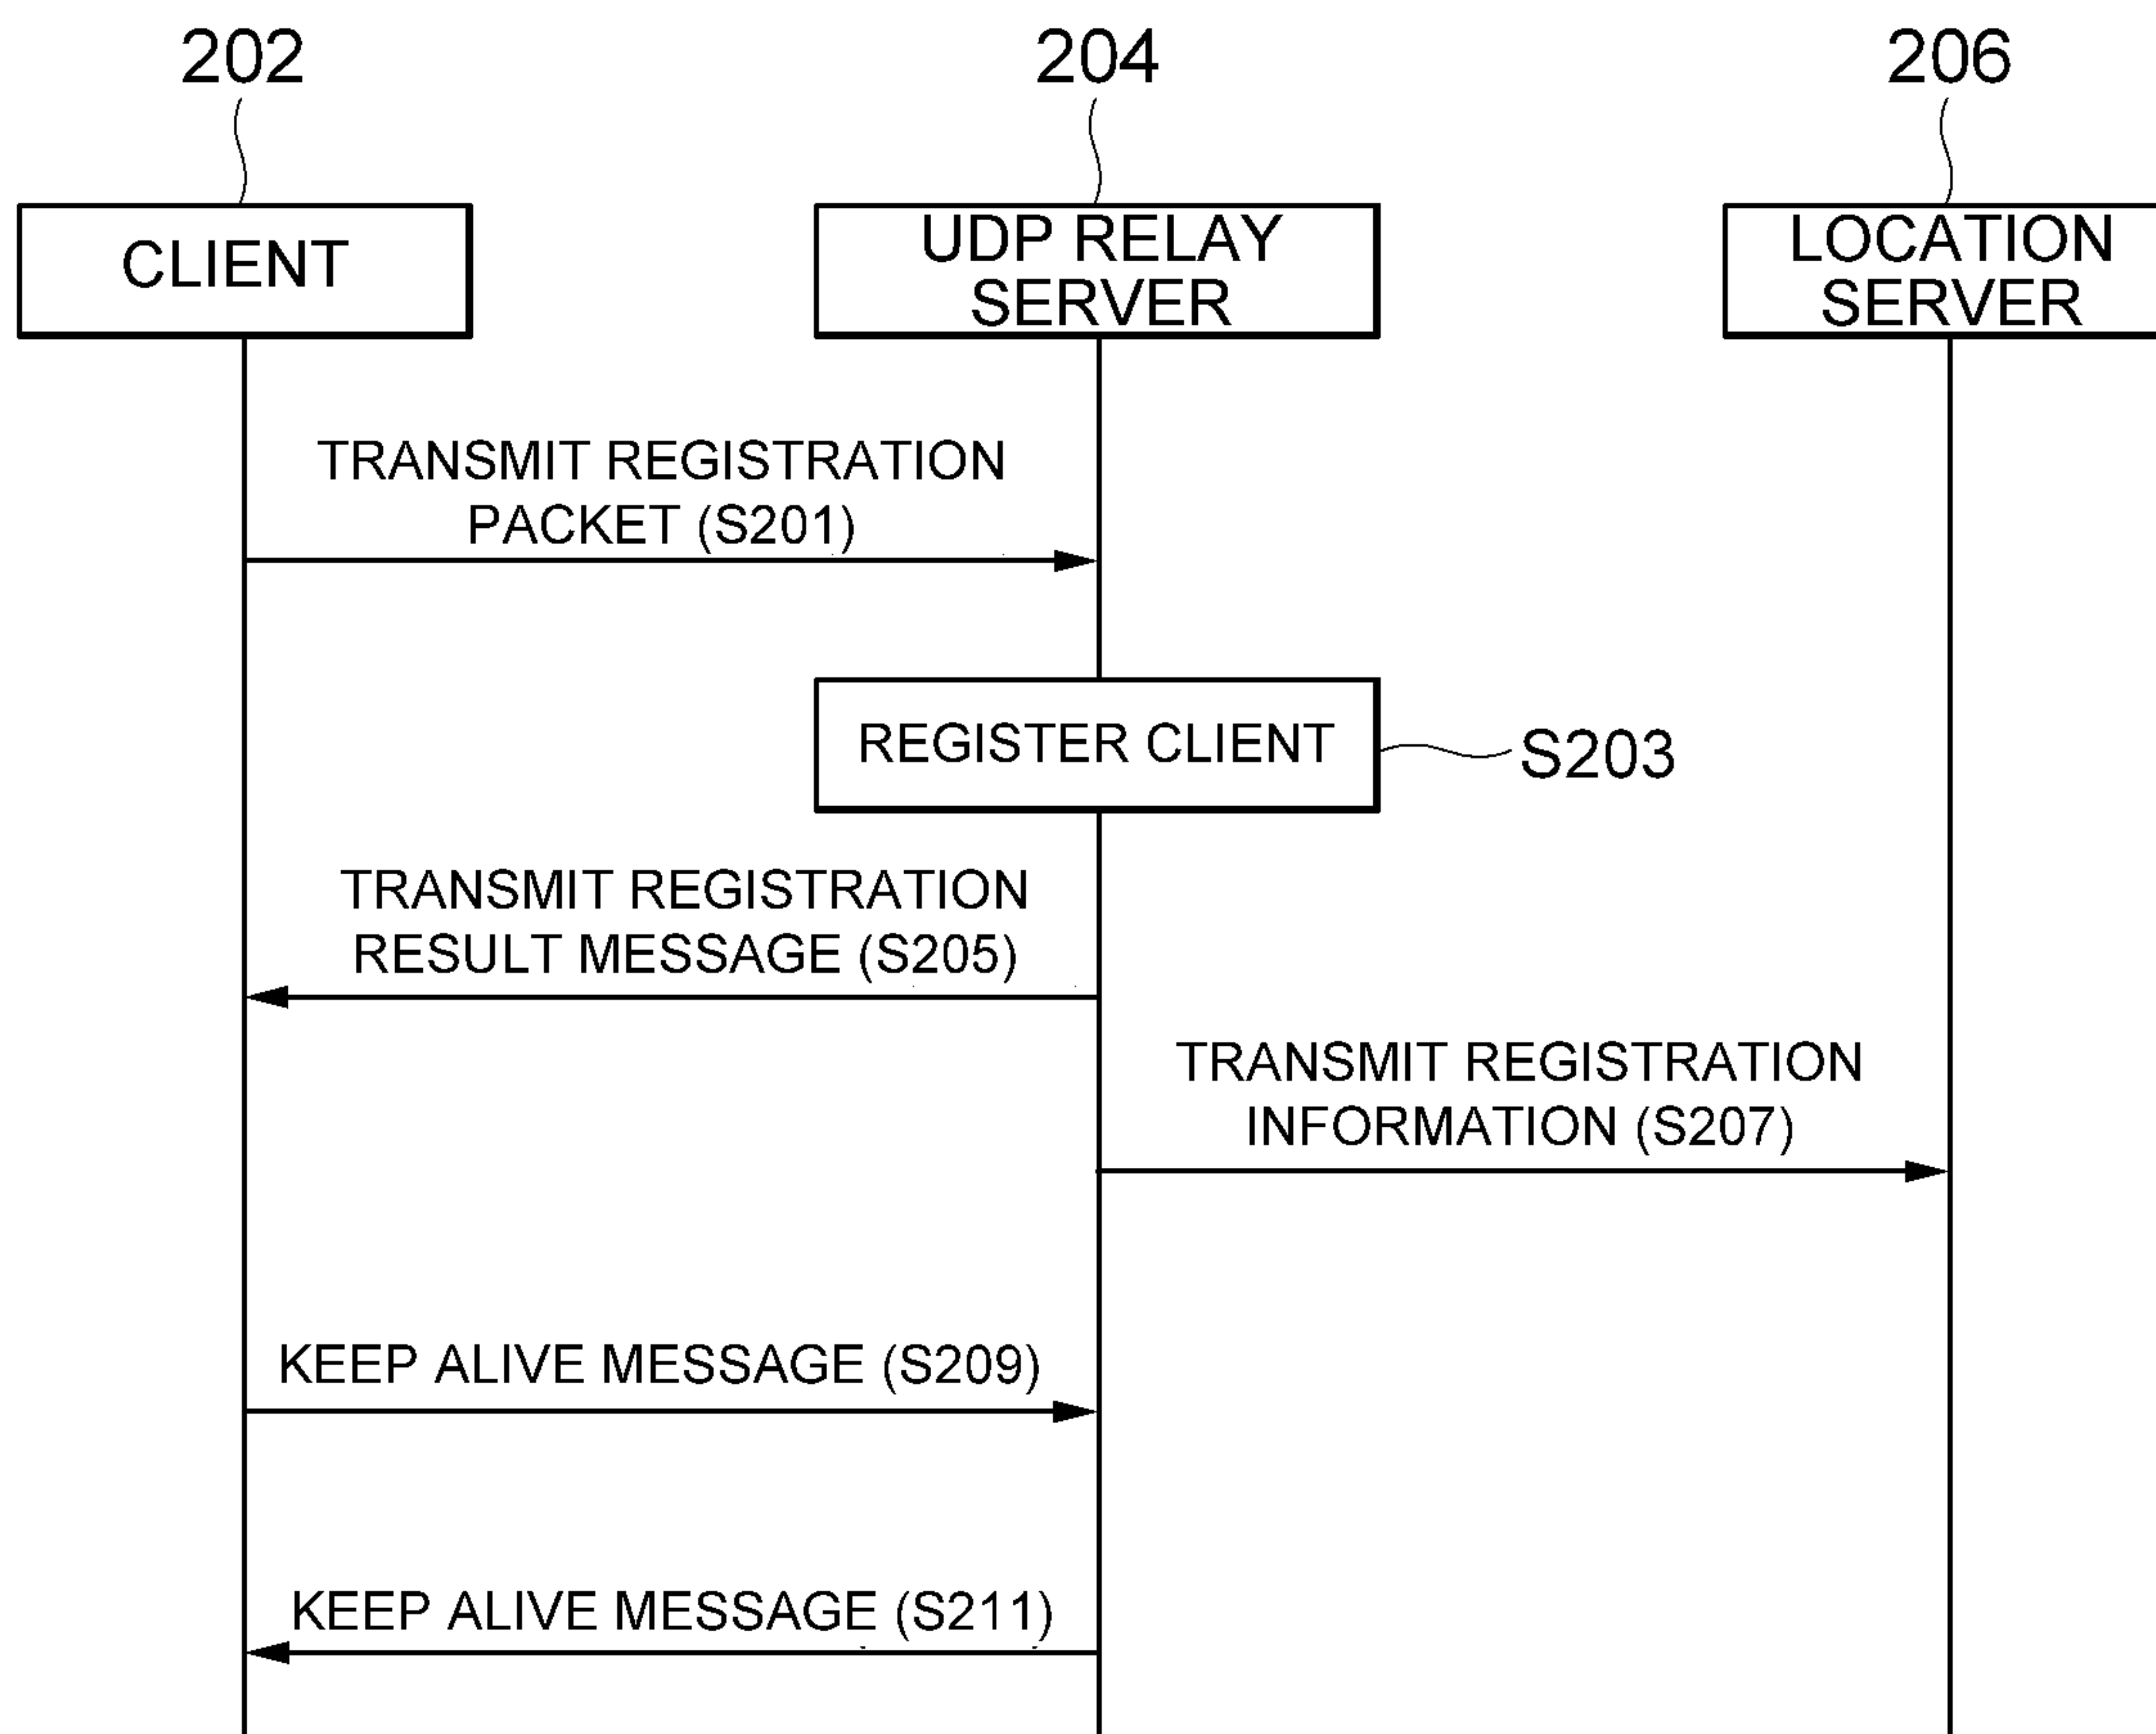 202
204
206
CLIENT
UDP RELAY
SERVER
LOCATION
SERVER
TRANSMIT REGISTRATION
PACKET (S201)
REGISTER CLIENT
S203
TRANSMIT REGISTRATION
RESULT MESSAGE (S205)
TRANSMIT REGISTRATION
INFORMATION (S207)
KEEP ALIVE MESSAGE (S209)
KEEP ALIVE MESSAGE (S211)